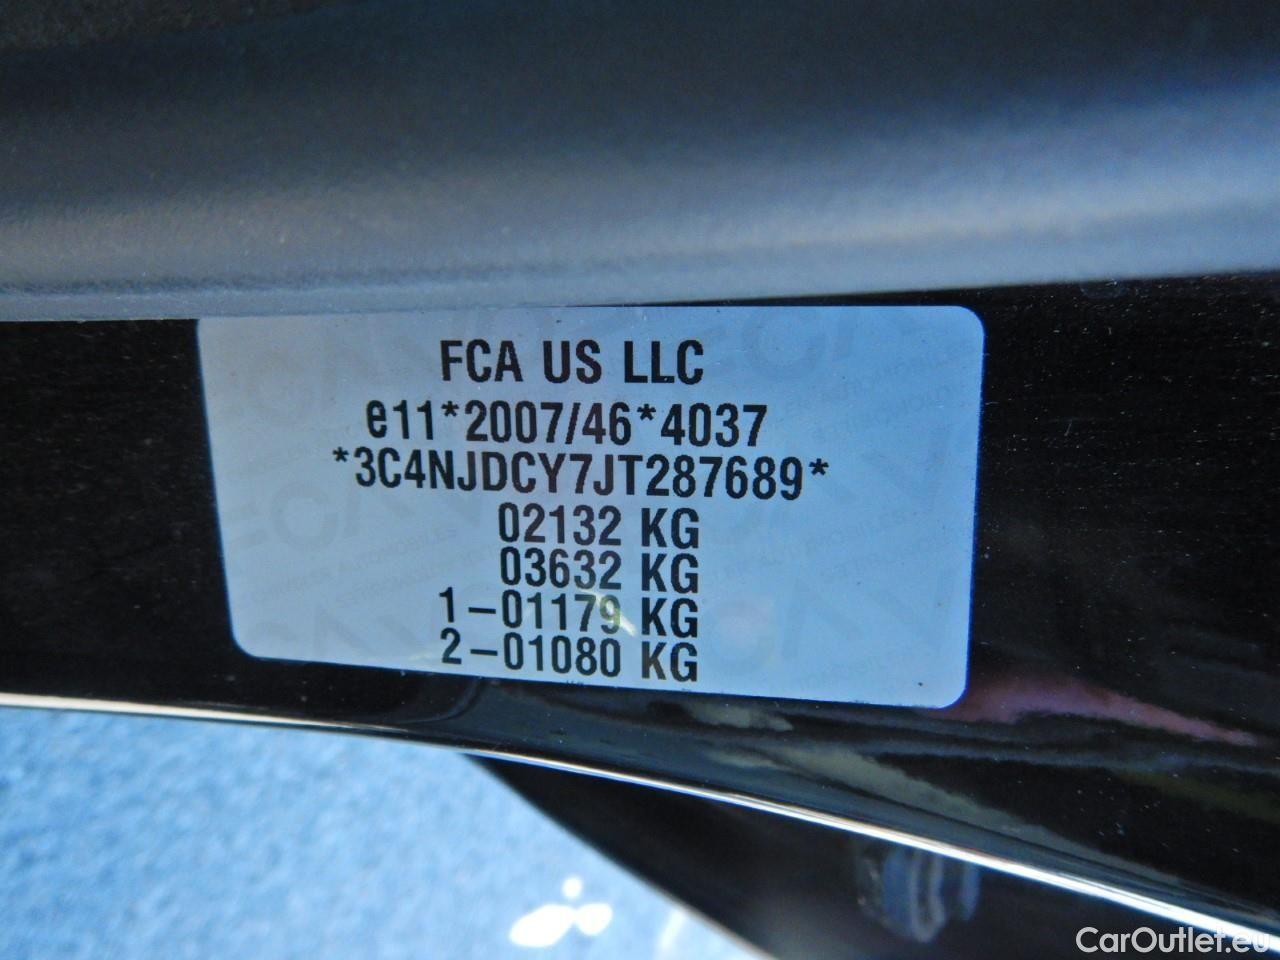 FCA US LLC
e11*2007/46*4037
*3C4NJDCY7JT287689*
02132 KG
03632 KG
1-01179 KG
2-01080 KG
CarOutlet.eu